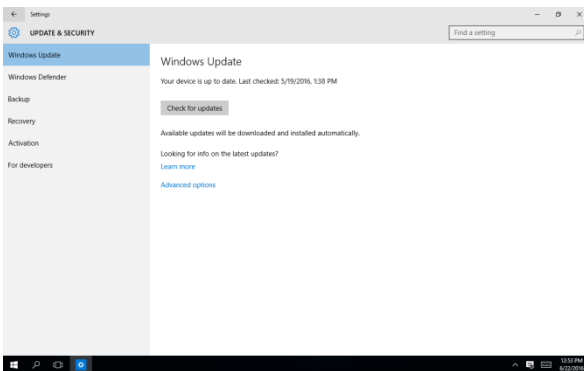 Settings
UPDATE & SECURITY
Find a setting
Windows Update
Windows Defender
Backup
Recovery
Activation
For developers
Windows Update
Your device is up to date. Last checked: 5/19/2016, 1:38 PM
Check for updates
Available updates will be downloaded and installed automatically.
Looking for info on the latest updates?
Learn more
Advanced options
12:53 PM
6/22/2016